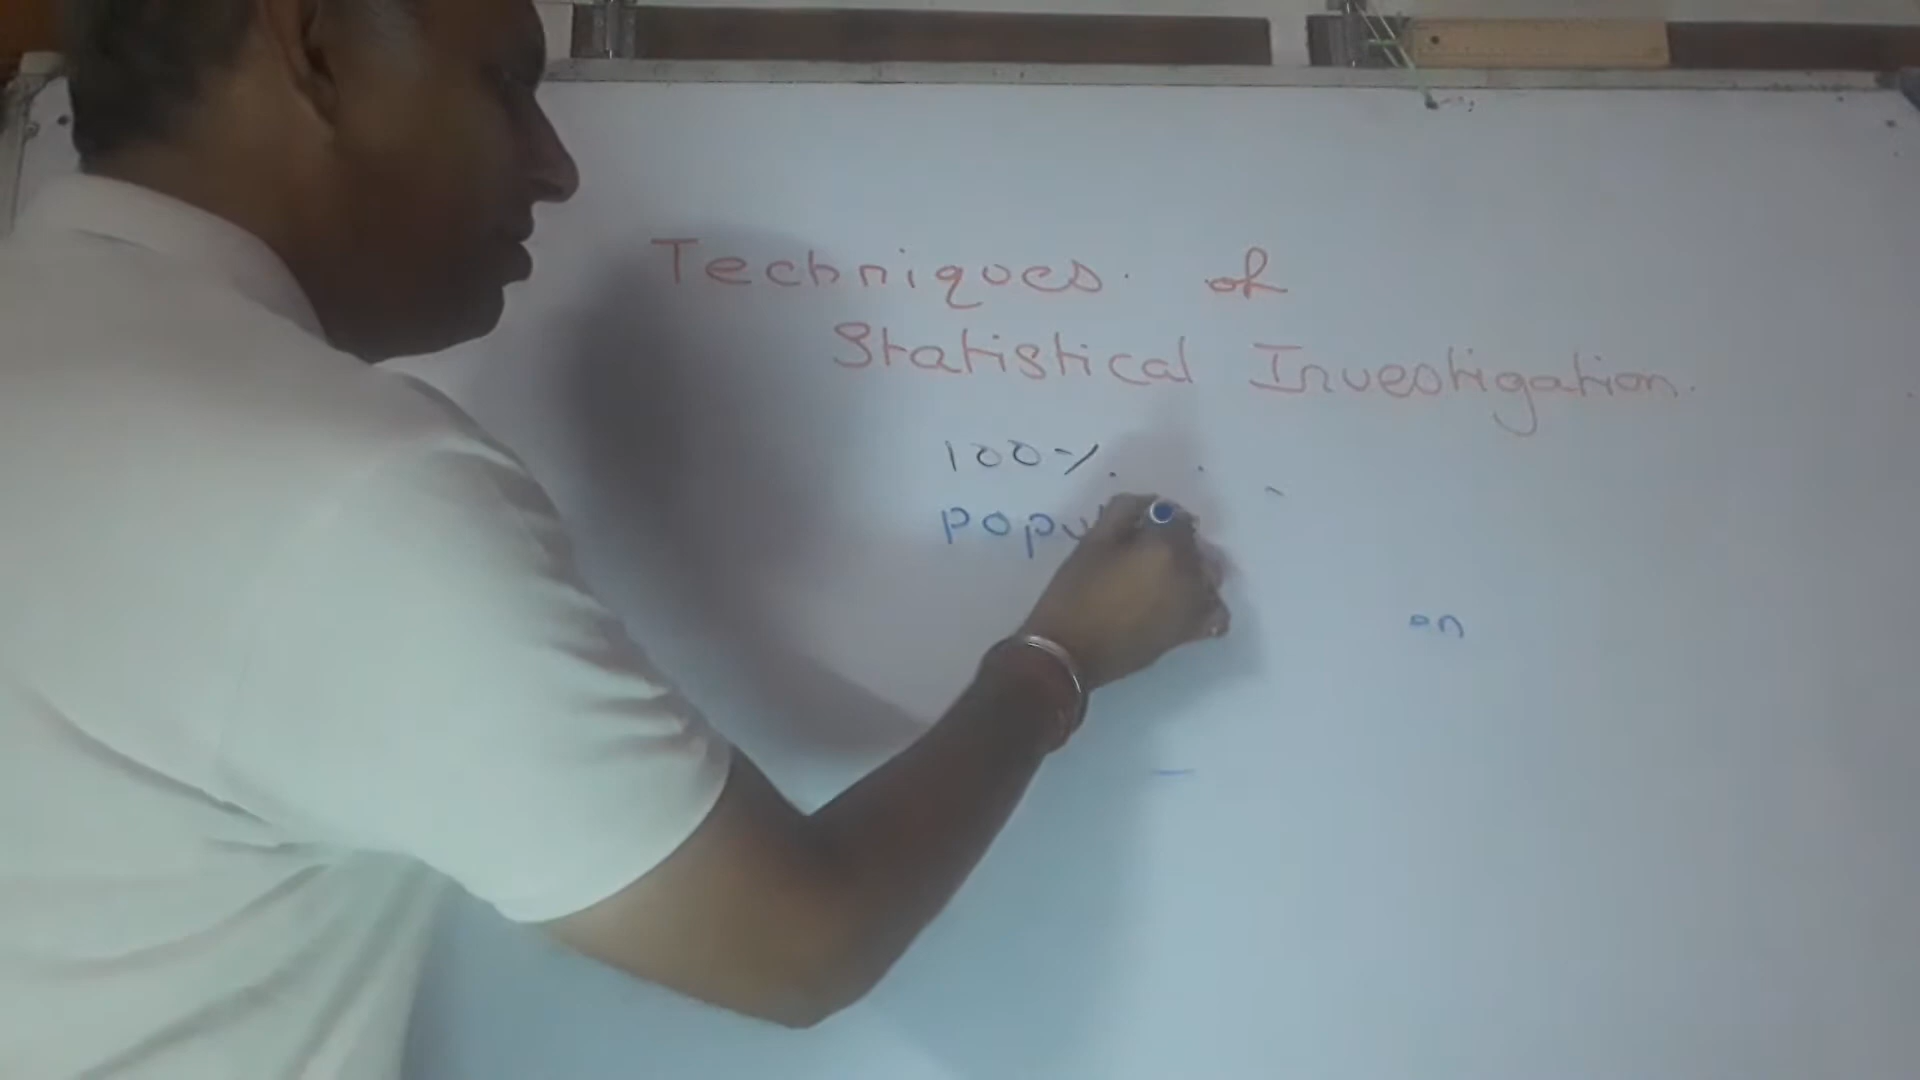 Techniques of
Statistical Investigation.
100%
popu
on